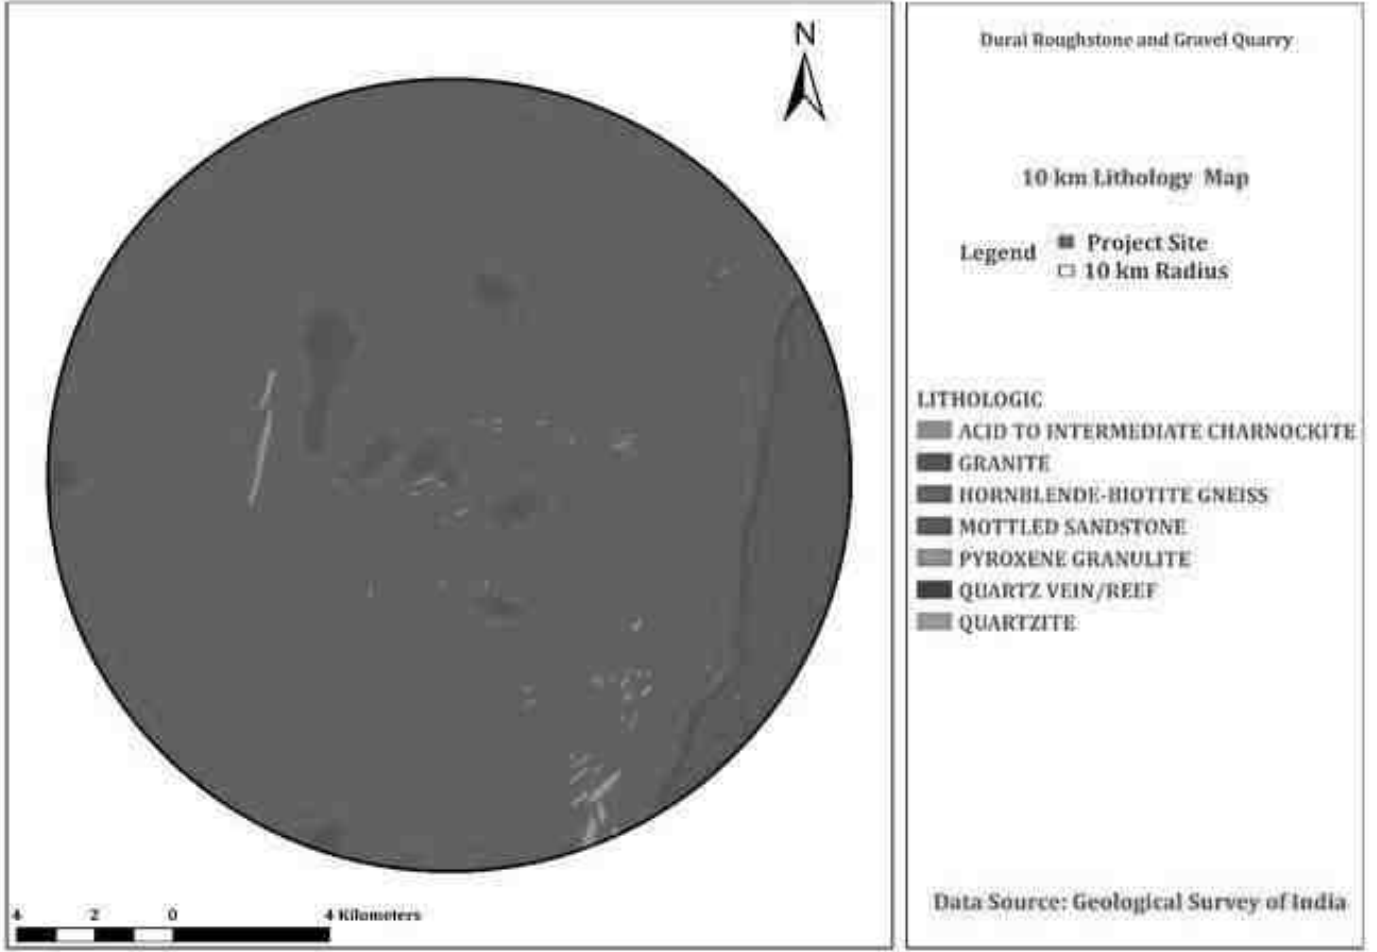 N
4 2 0 4 Kilometers
Durai Roughstone and Gravel Quarry
10 km Lithology Map
Legend
Project Site
10 km Radius
LITHOLOGIC
ACID TO INTERMEDIATE CHARNOCKITE
GRANITE
HORNBLENDE-BIOTITE GNEISS
MOTTLED SANDSTONE
PYROXENE GRANULITE
QUARTZ VEIN/REEF
QUARTZITE
Data Source: Geological Survey of India